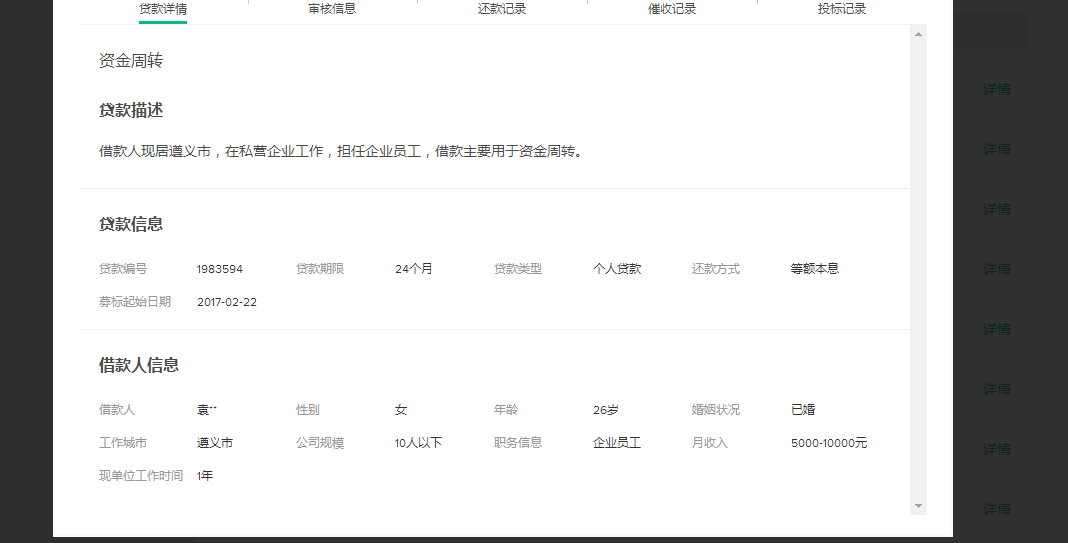 贷款详情 审核信息 还款记录 催收记录 投标记录
资金周转
贷款描述
借款人现居遵义市，在私营企业工作，担任企业员工，借款主要用于资金周转。
贷款信息
贷款编号 1983594 贷款期限 24个月 贷款类型 个人贷款 还款方式 等额本息
募标起始日期 2017-02-22
借款人信息
借款人 袁** 性别 女 年龄 26岁 婚姻状况 已婚
工作城市 遵义市 公司规模 10人以下 职务信息 企业员工 月收入 5000-10000元
现单位工作时间 1年
详情
详情
详情
详情
详情
详情
详情
详情